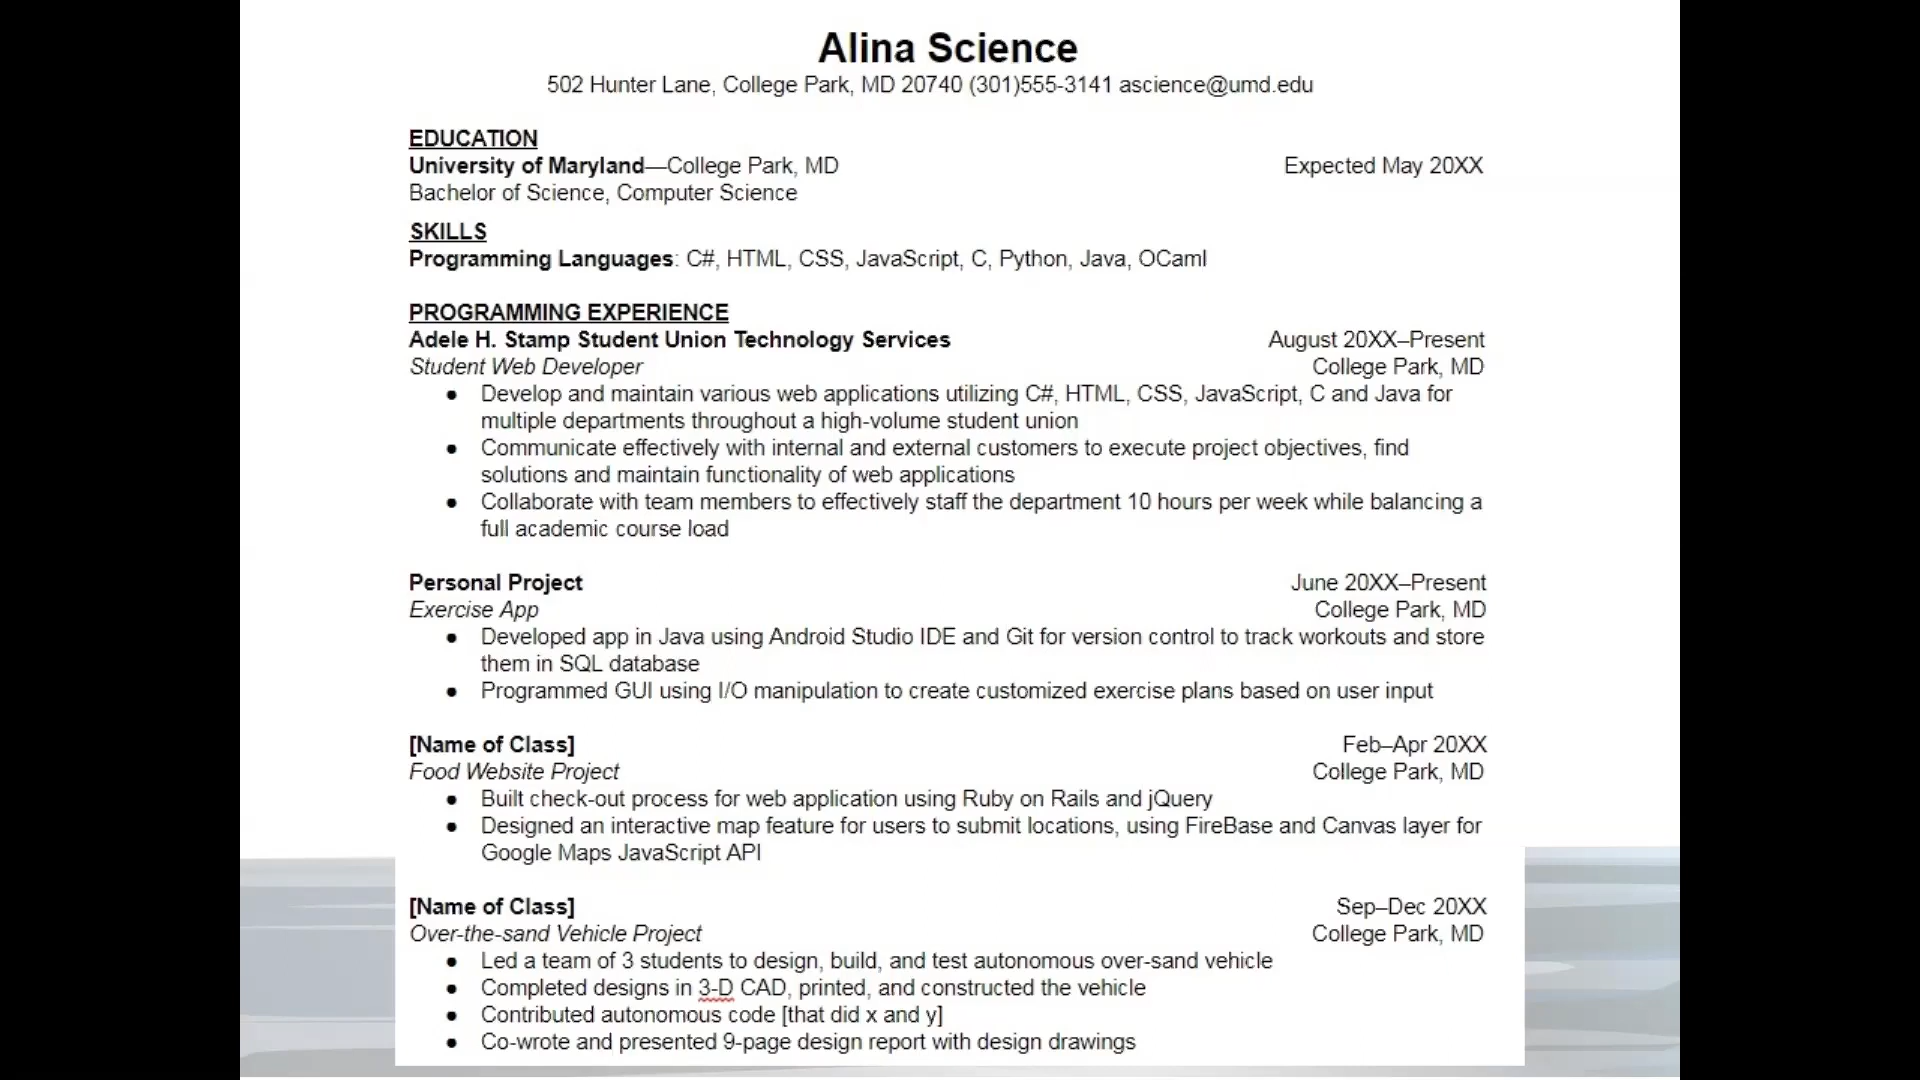 Alina Science
502 Hunter Lane, College Park, MD 20740 (301)555-3141 ascience@umd.edu
EDUCATION
University of Maryland—College Park, MD Expected May 20XX
Bachelor of Science, Computer Science
SKILLS
Programming Languages: C#, HTML, CSS, JavaScript, C, Python, Java, OCaml
PROGRAMMING EXPERIENCE
Adele H. Stamp Student Union Technology Services August 20XX–Present
Student Web Developer College Park, MD
● Develop and maintain various web applications utilizing C#, HTML, CSS, JavaScript, C and Java for
multiple departments throughout a high-volume student union
● Communicate effectively with internal and external customers to execute project objectives, find
solutions and maintain functionality of web applications
● Collaborate with team members to effectively staff the department 10 hours per week while balancing a
full academic course load
Personal Project June 20XX–Present
Exercise App College Park, MD
● Developed app in Java using Android Studio IDE and Git for version control to track workouts and store
them in SQL database
● Programmed GUI using I/O manipulation to create customized exercise plans based on user input
[Name of Class] Feb–Apr 20XX
Food Website Project College Park, MD
● Built check-out process for web application using Ruby on Rails and jQuery
● Designed an interactive map feature for users to submit locations, using FireBase and Canvas layer for
Google Maps JavaScript API
[Name of Class] Sep–Dec 20XX
Over-the-sand Vehicle Project College Park, MD
● Led a team of 3 students to design, build, and test autonomous over-sand vehicle
● Completed designs in 3-D CAD, printed, and constructed the vehicle
● Contributed autonomous code [that did x and y]
● Co-wrote and presented 9-page design report with design drawings